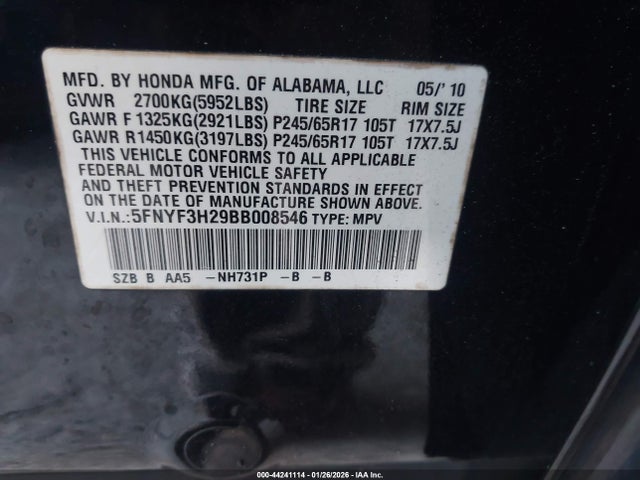 MFD. BY HONDA MFG. OF ALABAMA, LLC 05/'10
GVWR 2700KG(5952LBS) TIRE SIZE RIM SIZE
GAWR F 1325KG(2921LBS) P245/65R17 105T 17X7.5J
GAWR R 1450KG(3197LBS) P245/65R17 105T 17X7.5J
THIS VEHICLE CONFORMS TO ALL APPLICABLE
FEDERAL MOTOR VEHICLE SAFETY
AND THEFT PREVENTION STANDARDS IN EFFECT
ON THE DATE OF MANUFACTURE SHOWN ABOVE.
V.I.N.:5FNYF3H29BB008546 TYPE: MPV
SZB B AA5 -NH731P -B -B
000-44241114 | 01/26/2026 | IAA Inc.